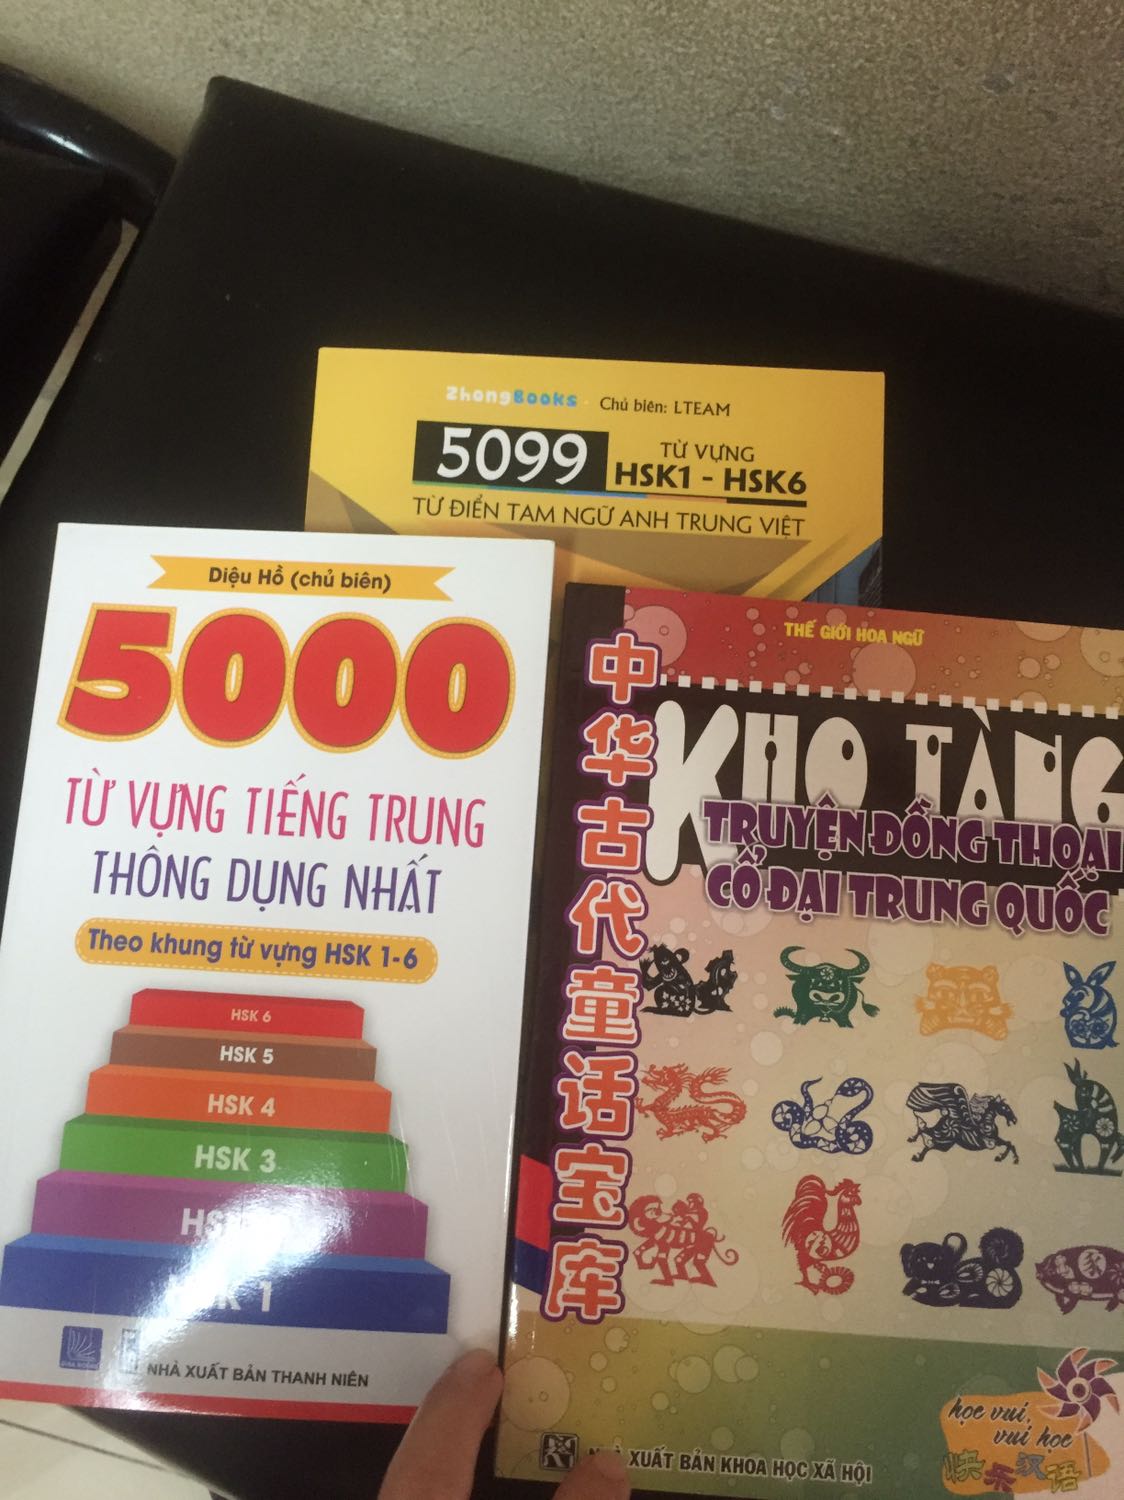 ZhongBooks
Chủ biên: LTEAM
5099
TỪ VỰNG
HSK1 - HSK6
TỪ ĐIỂN TAM NGỮ ANH TRUNG VIỆT
Diệu Hồ (chủ biên)
5000
TỪ VỰNG TIẾNG TRUNG
THÔNG DỤNG NHẤT
Theo khung từ vựng HSK 1-6
HSK 6
HSK 5
HSK 4
HSK 3
NHÀ XUẤT BẢN THANH NIÊN
THẾ GIỚI HOA NGỮ
中华古代童话宝库
KHO TÀNG
TRUYỆN ĐỒNG THOẠI
CỔ ĐẠI TRUNG QUỐC
học vui,
vui học
快乐汉语
NHÀ XUẤT BẢN KHOA HỌC XÃ HỘI